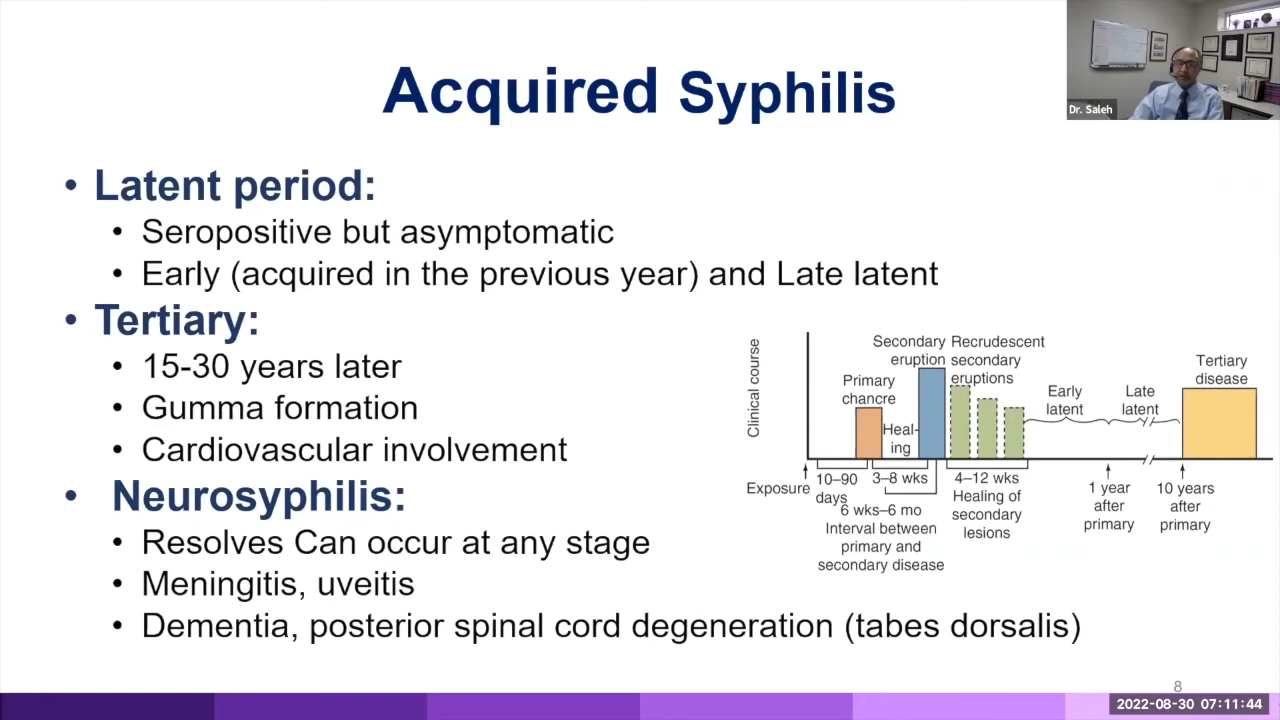 Acquired Syphilis
Dr. Saleh
• Latent period:
• Seropositive but asymptomatic
• Early (acquired in the previous year) and Late latent
• Tertiary:
• 15-30 years later
• Gumma formation
• Cardiovascular involvement
• Neurosyphilis:
• Resolves Can occur at any stage
• Meningitis, uveitis
• Dementia, posterior spinal cord degeneration (tabes dorsalis)
Clinical course
Exposure
10–90
days
Primary
chancre
Heal-
ing
3–8 wks
6 wks–6 mo
Interval between
primary and
secondary disease
Secondary
eruption
Recrudescent
secondary
eruptions
4–12 wks
Healing of
secondary
lesions
Early
latent
1 year
after
primary
Late
latent
10 years
after
primary
Tertiary
disease
8
2022-08-30 07:11:44